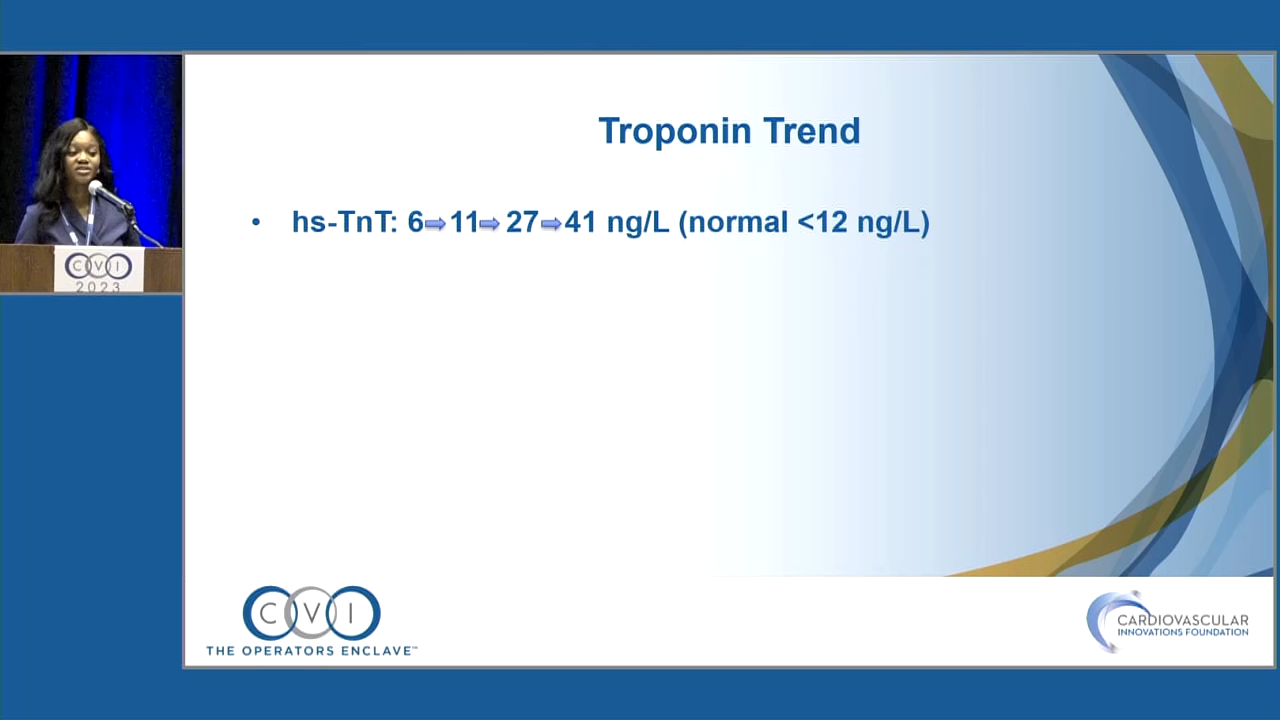 Troponin Trend
• hs-TnT: 6➡11➡ 27➡41 ng/L (normal <12 ng/L)
CVI
2023
CVI
THE OPERATORS ENCLAVE™
CARDIOVASCULAR
INNOVATIONS FOUNDATION